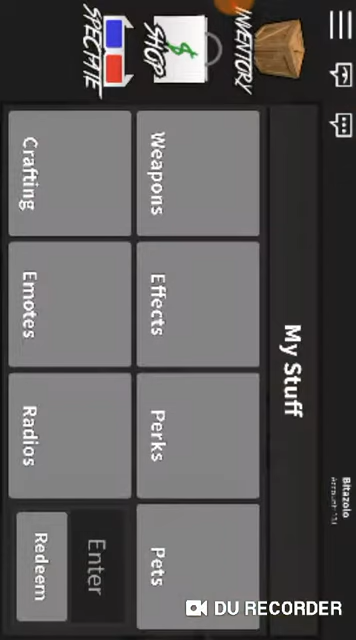 INVENTORY
SHOP
SPECTATE
Bitazolo
My Stuff
Weapons
Effects
Perks
Pets
Crafting
Emotes
Radios
Enter
Redeem
DU RECORDER